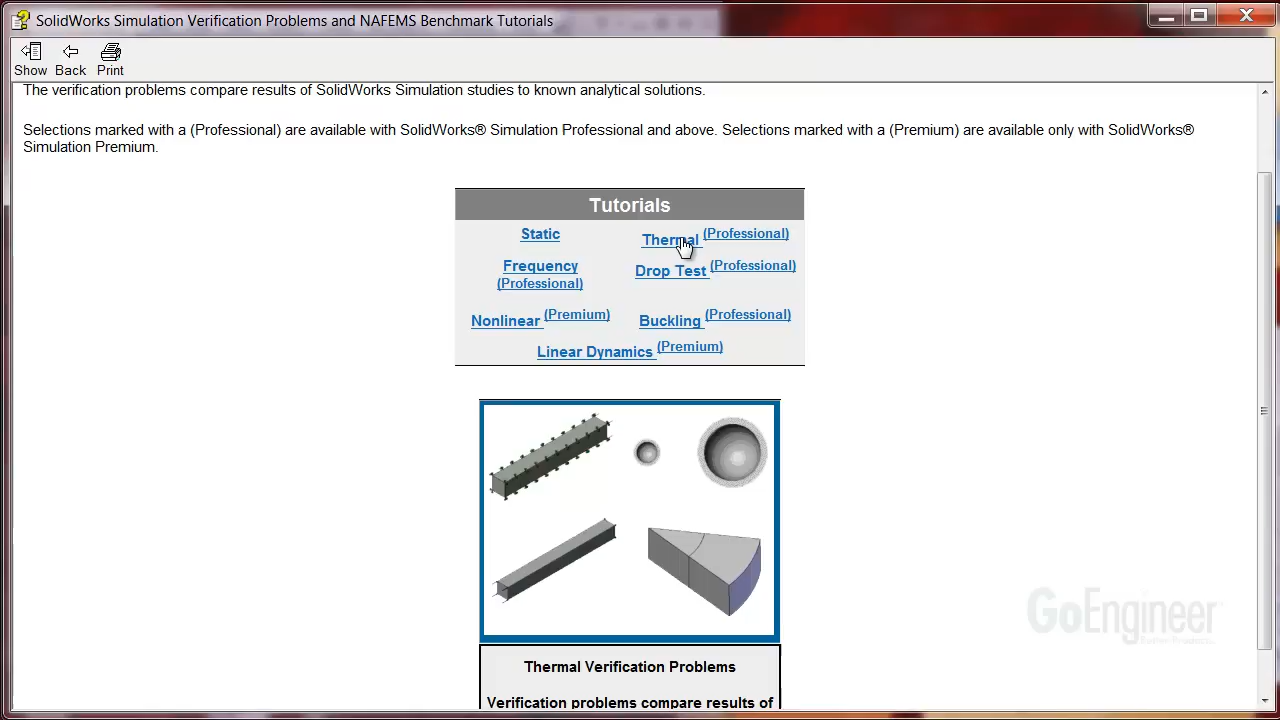 SolidWorks Simulation Verification Problems and NAFEMS Benchmark Tutorials
Show Back Print
The verification problems compare results of SolidWorks Simulation studies to known analytical solutions.
Selections marked with a (Professional) are available with SolidWorks® Simulation Professional and above. Selections marked with a (Premium) are available only with SolidWorks®
Simulation Premium.
Tutorials
Static
Thermal (Professional)
Frequency
(Professional)
Drop Test (Professional)
Nonlinear (Premium)
Buckling (Professional)
Linear Dynamics (Premium)
GoEngineer
Thermal Verification Problems
Verification problems compare results of